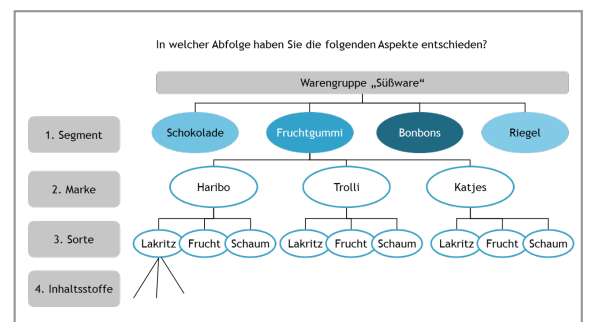 In welcher Abfolge haben Sie die folgenden Aspekte entschieden?
Warengruppe „Süßware“
1. Segment
Schokolade
Fruchtgummi
Bonbons
Riegel
2. Marke
Haribo
Trolli
Katjes
3. Sorte
Lakritz
Frucht
Schaum
Lakritz
Frucht
Schaum
Lakritz
Frucht
Schaum
4. Inhaltsstoffe